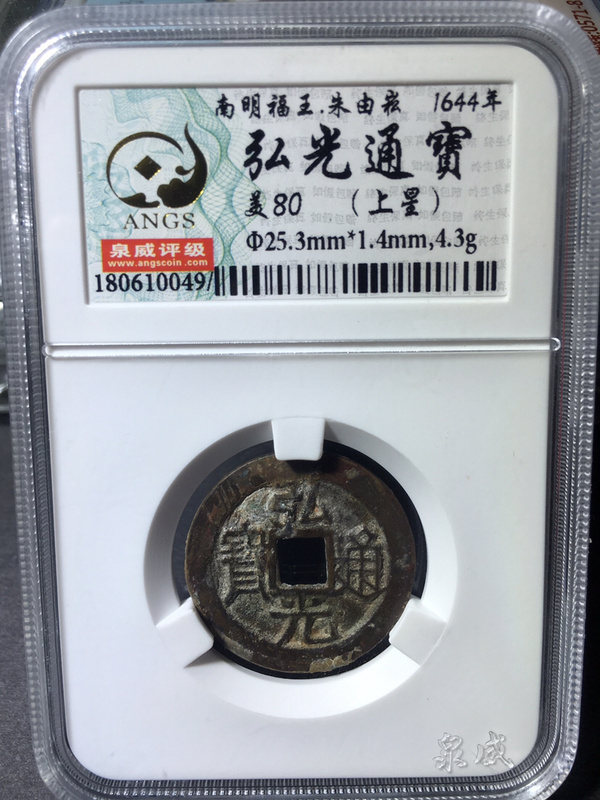 南明福王.朱由崧 1644年
弘光通寶
美80 （上星）
Φ25.3mm*1.4mm,4.3g
ANGS
泉威评级
www.angscoin.com
180610049/
弘光通寳
泉威